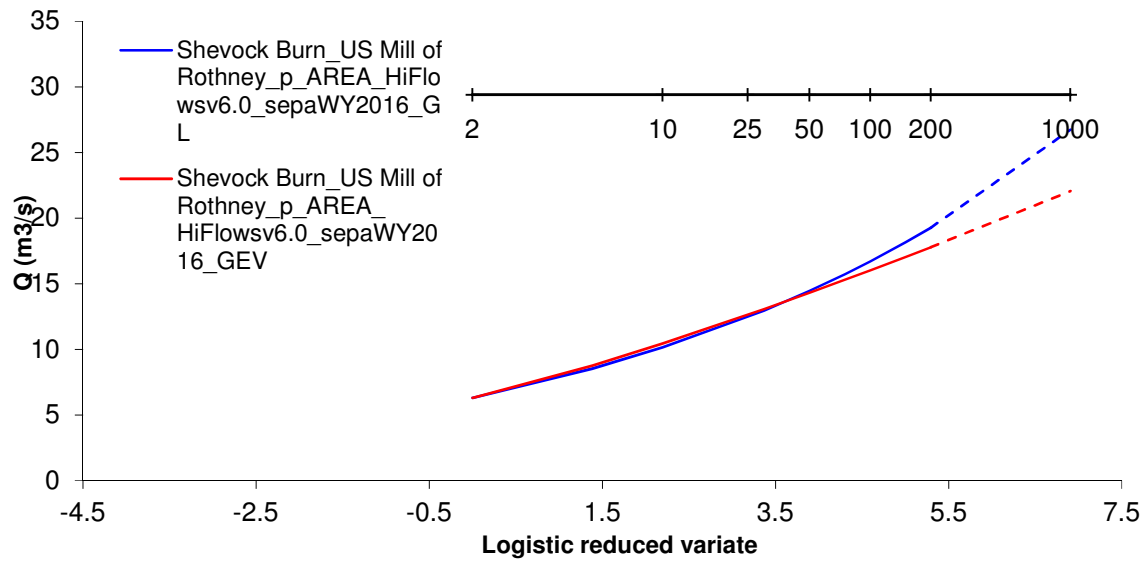 35
30
25
20
15
10
5
0
Q (m3/s)
Shevock Burn_US Mill of
Rothney_p_AREA_HiFlo
wsv6.0_sepaWY2016_G
L
Shevock Burn_US Mill of
Rothney_p_AREA_
HiFlowsv6.0_sepaWY20
16_GEV
2 10 25 50 100 200 1000
-4.5 -2.5 -0.5 1.5 3.5 5.5 7.5
Logistic reduced variate